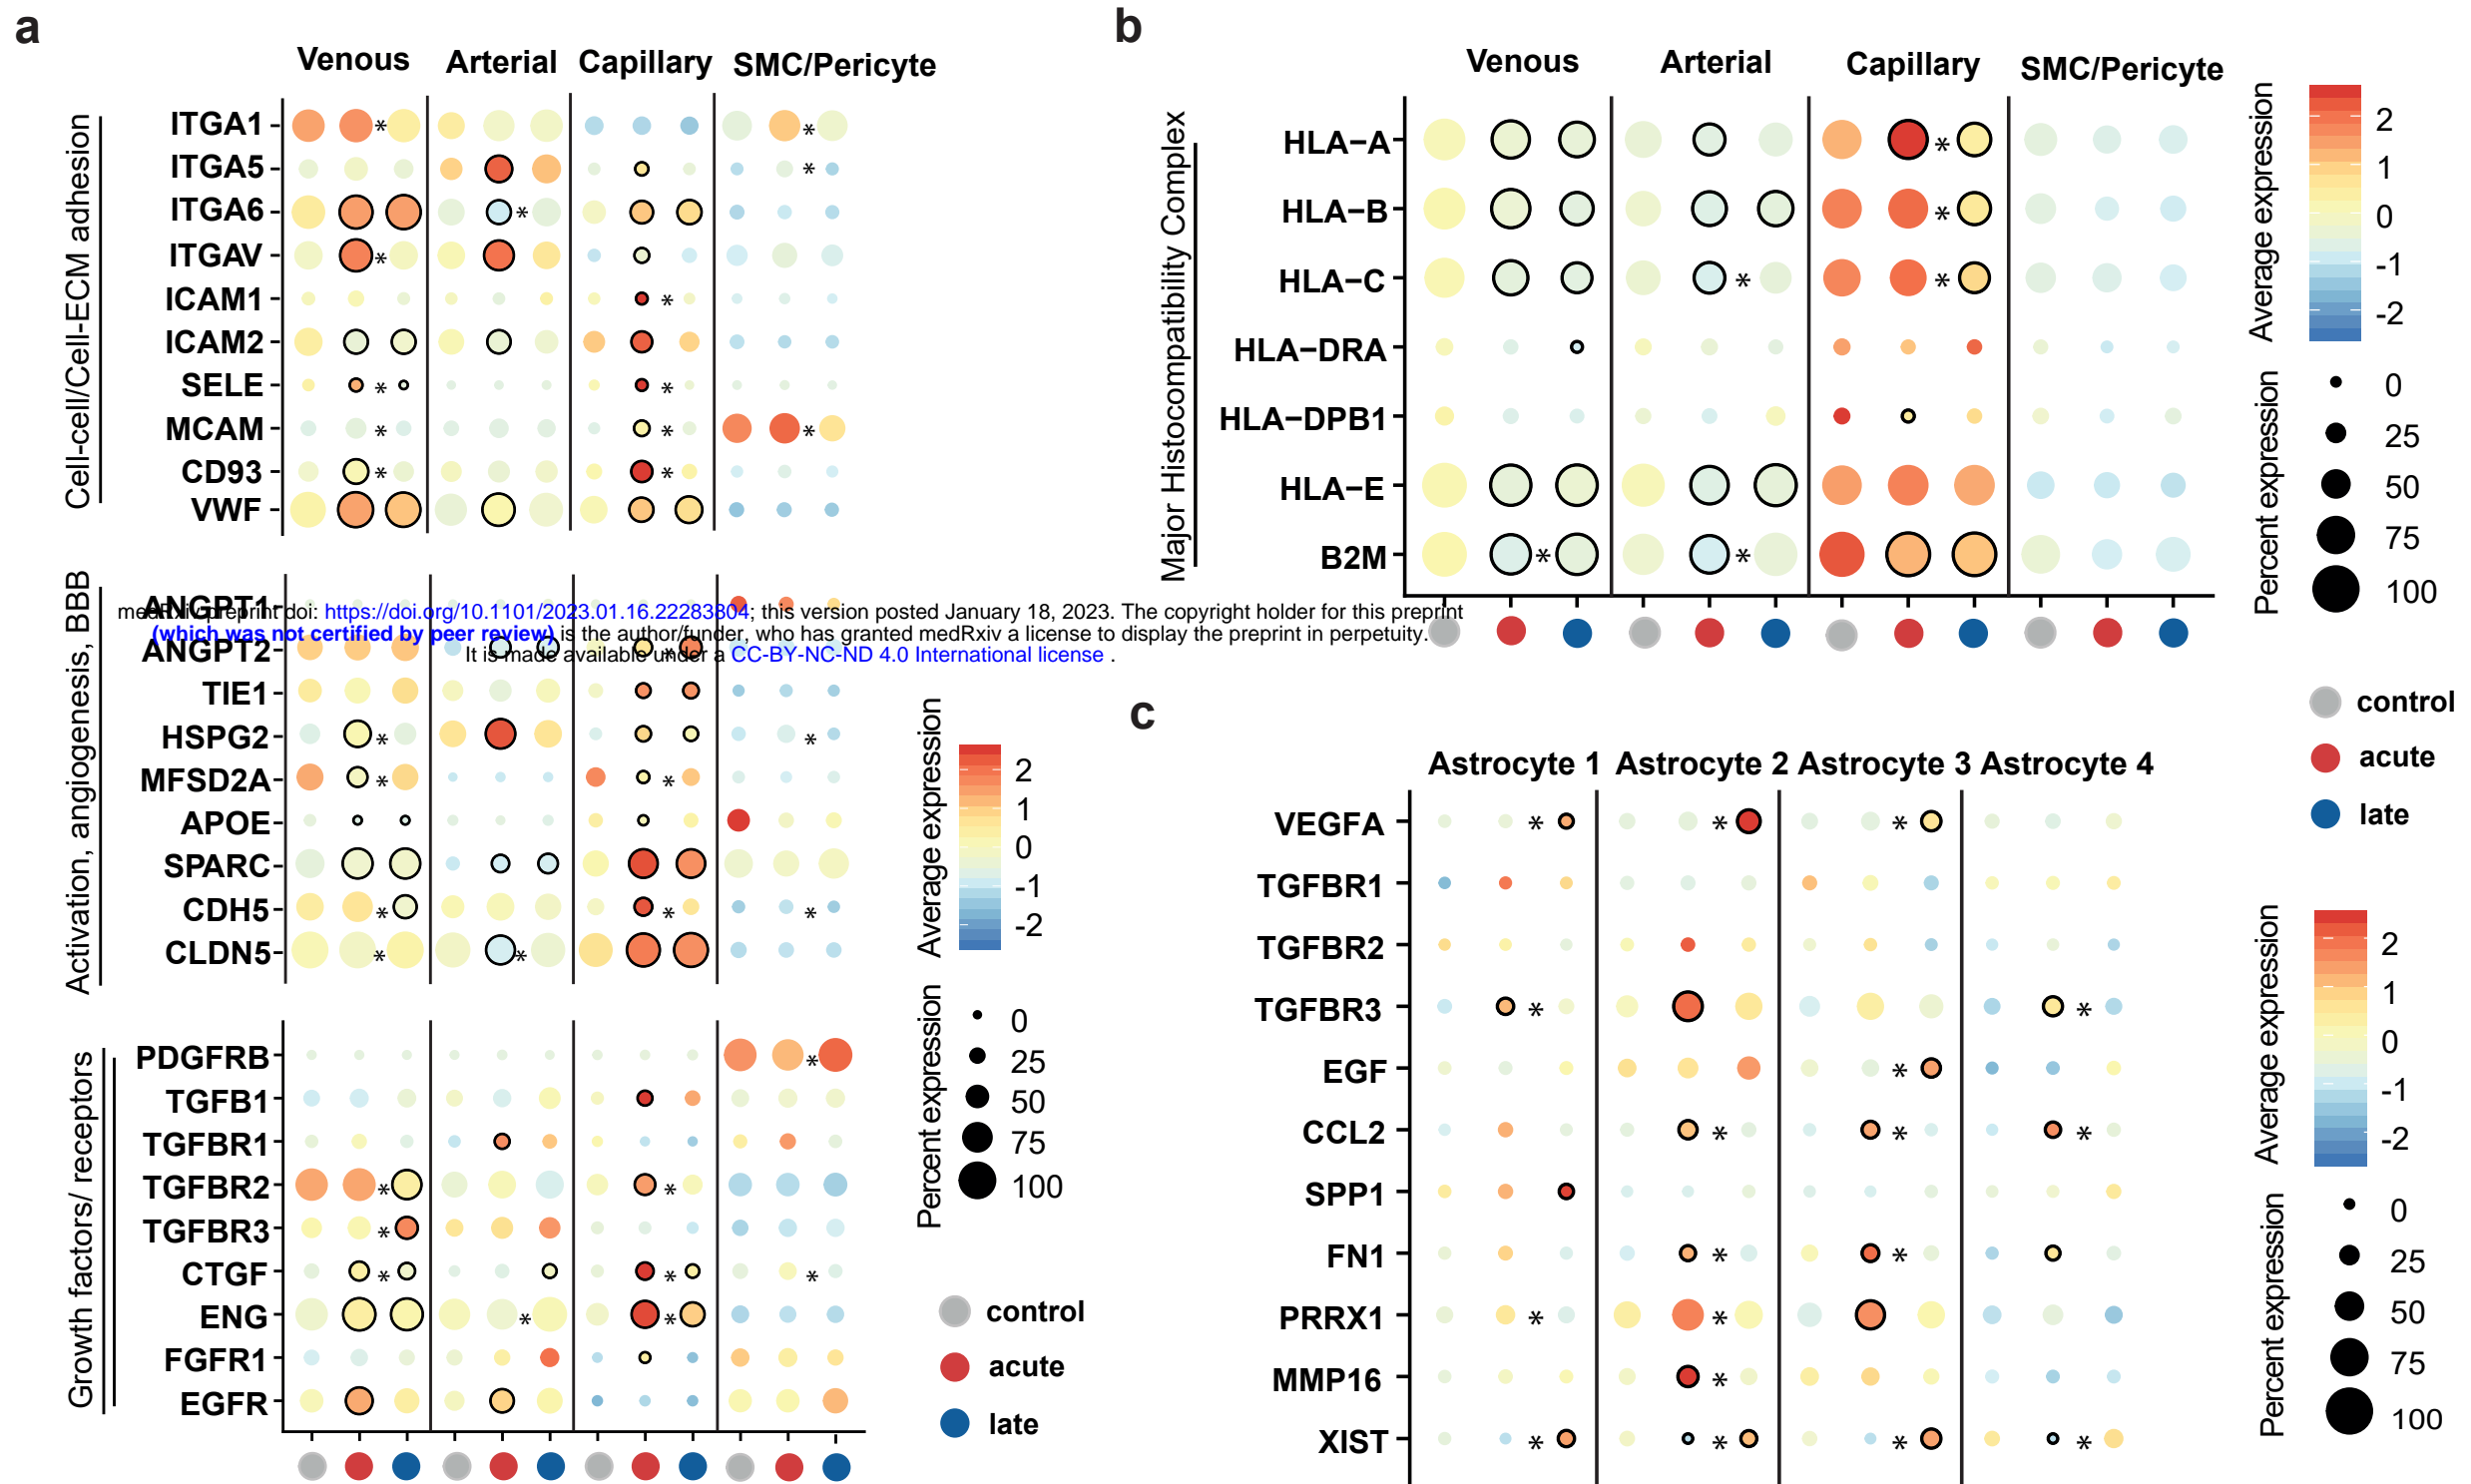 a
Venous Arterial Capillary SMC/Pericyte
Cell-cell/Cell-ECM adhesion
ITGA1
*
*
ITGA5
*
ITGA6
*
ITGAV
*
ICAM1
*
ICAM2
SELE
*
*
MCAM
*
*
*
CD93
*
*
VWF
Activation, angiogenesis, BBB
ANGPT1
medRxiv preprint doi: https://doi.org/10.1101/2023.01.16.22283804; this version posted January 18, 2023. The copyright holder for this preprint
(which was not certified by peer review) is the author/funder, who has granted medRxiv a license to display the preprint in perpetuity.
It is made available under a CC-BY-NC-ND 4.0 International license .
ANGPT2
*
TIE1
HSPG2
*
*
MFSD2A
*
*
APOE
SPARC
CDH5
*
*
*
CLDN5
*
*
Growth factors/ receptors
PDGFRB
*
TGFB1
TGFBR1
TGFBR2
*
*
TGFBR3
*
CTGF
*
*
*
ENG
*
*
FGFR1
EGFR
Average expression
2
1
0
-1
-2
Percent expression
0
25
50
75
100
control
acute
late
b
Venous Arterial Capillary SMC/Pericyte
Major Histocompatibility Complex
HLA−A
*
HLA−B
*
HLA−C
*
*
HLA−DRA
HLA−DPB1
HLA−E
B2M
*
*
Average expression
2
1
0
-1
-2
Percent expression
0
25
50
75
100
control
acute
late
c
Astrocyte 1 Astrocyte 2 Astrocyte 3 Astrocyte 4
VEGFA
*
*
*
TGFBR1
TGFBR2
TGFBR3
*
*
EGF
*
CCL2
*
*
*
SPP1
FN1
*
*
PRRX1
*
*
MMP16
*
XIST
*
*
*
*
Average expression
2
1
0
-1
-2
Percent expression
0
25
50
75
100